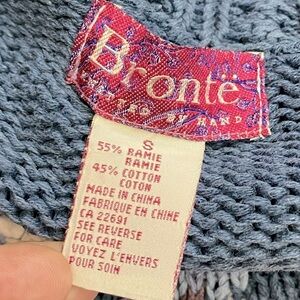 Brontë
TED BY HAND
S
55% RAMIE
RAMIE
45% COTTON
COTON
MADE IN CHINA
FABRIQUE EN CHINE
CA 22691
SEE REVERSE
FOR CARE
VOYEZ L'ENVERS
POUR SOIN